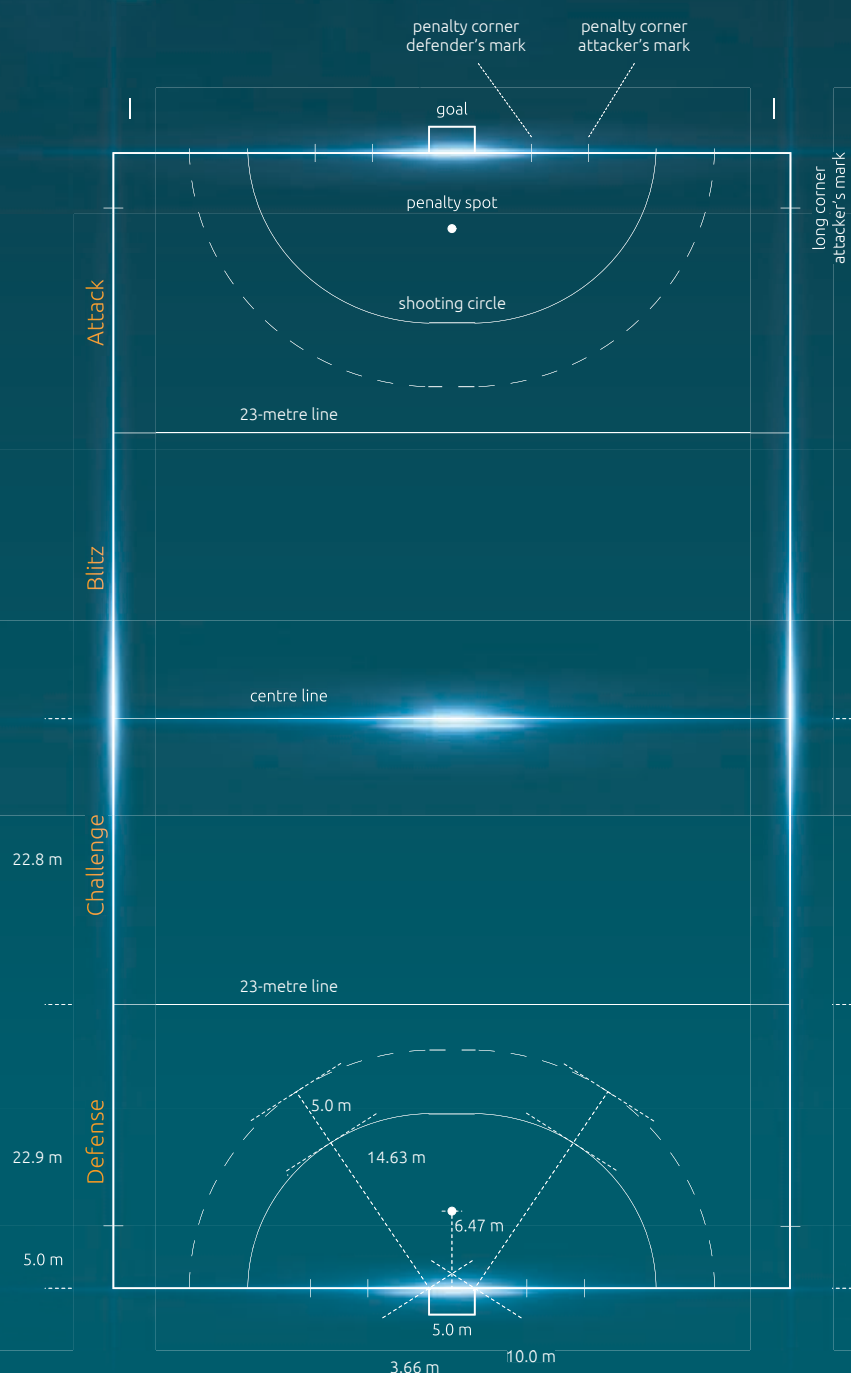 penalty corner
defender's mark
penalty corner
attacker's mark
goal
long corner
attacker's mark
penalty spot
Attack
shooting circle
23-metre line
Blitz
centre line
Challenge
22.8 m
23-metre line
Defense
5.0 m
14.63 m
22.9 m
6.47 m
5.0 m
5.0 m
10.0 m
3.66 m